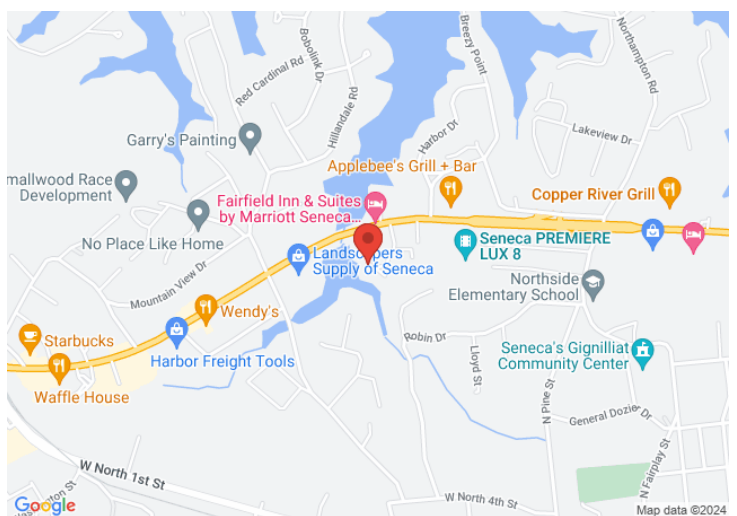 Bobolink Dr
Breezy Point
Northampton Rd
Red Cardinal Rd
Hillandale Rd
Garry's Painting
Harbor Dr
Lakeview Dr
Applebee's Grill + Bar
mallwood Race
Development
Fairfield Inn & Suites
by Marriott Seneca...
Copper River Grill
No Place Like Home
Landscapers
Supply of Seneca
Seneca PREMIERE
LUX 8
Northside
Elementary School
Mountain View Dr
Wendy's
Starbucks
Harbor Freight Tools
Robin Dr
Lloyd St
Seneca's Gignilliat
Community Center
Waffle House
N Pine St
General Dozie
Dr
W North 1st St
N Fairplay St
W North 4th St
Google
Map data ©2024